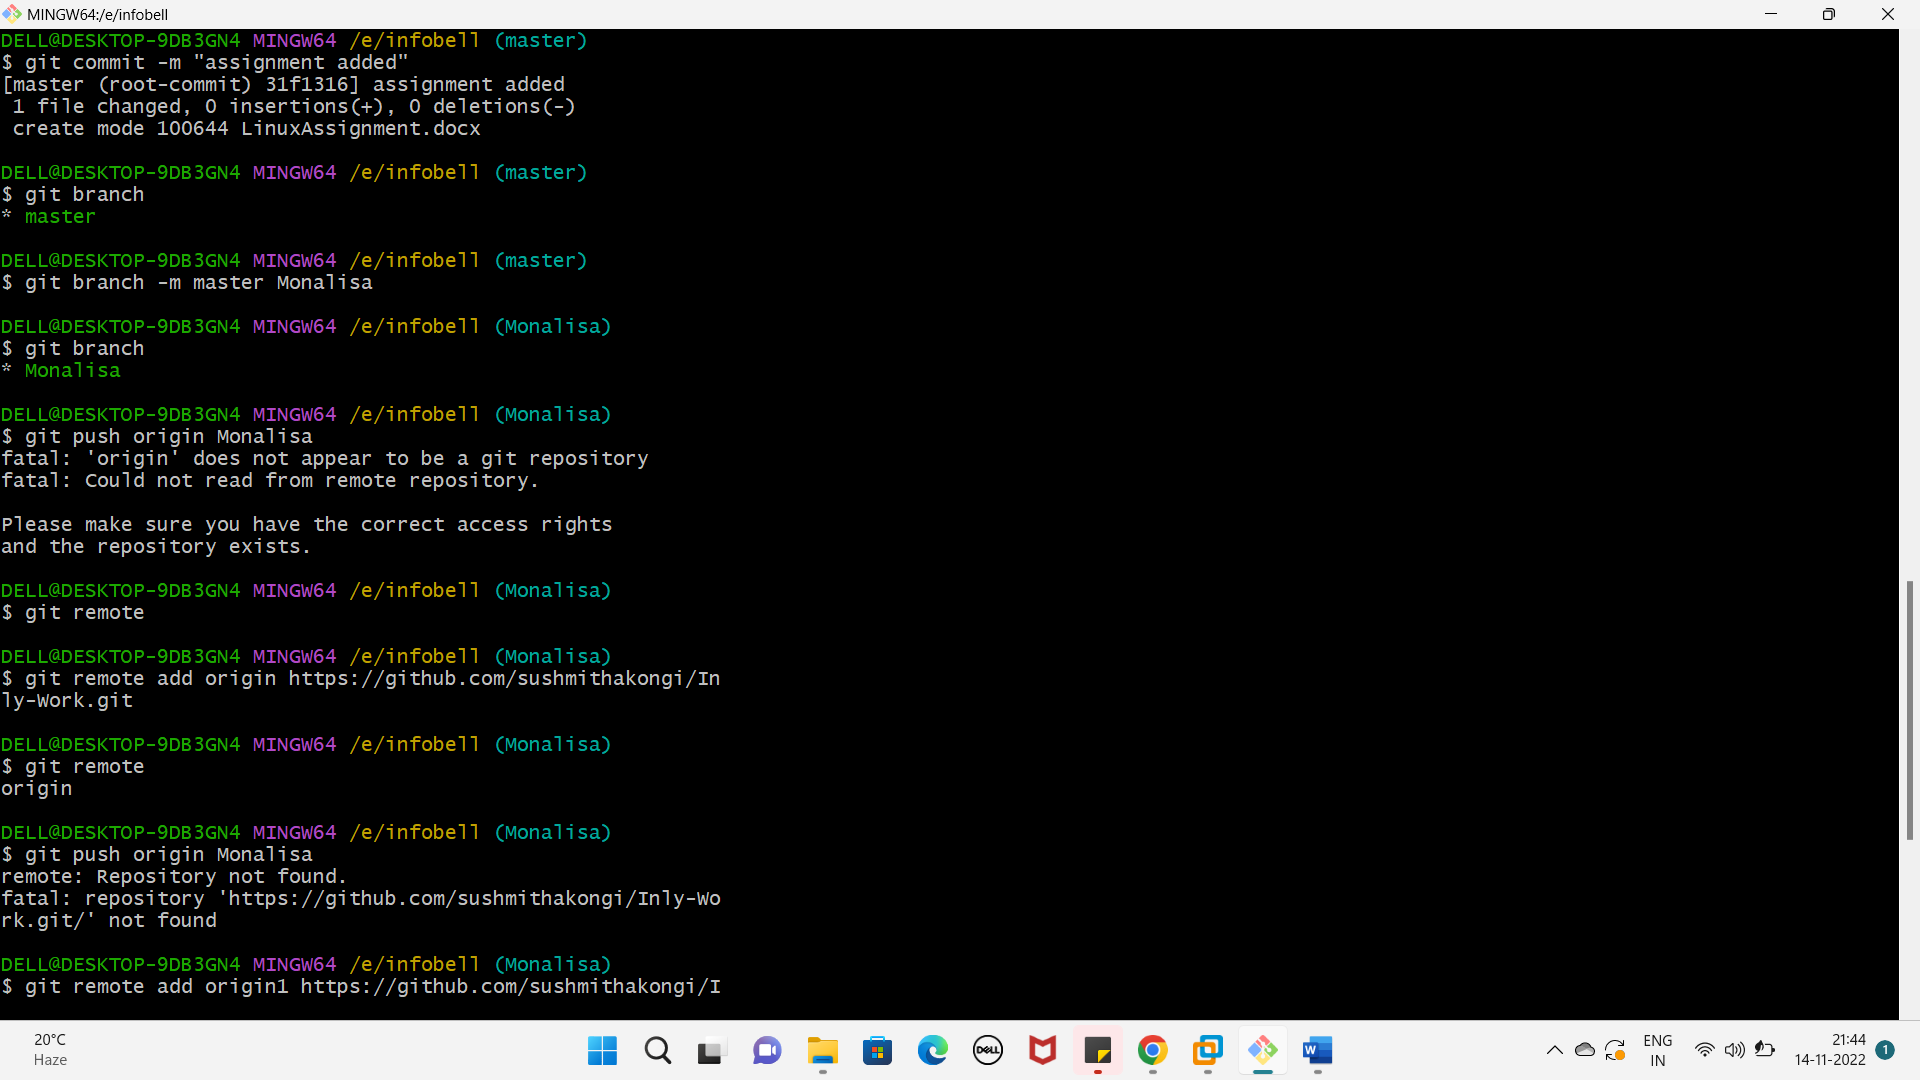 MINGW64:/e/infobell
DELL@DESKTOP-9DB3GN4 MINGW64 /e/infobell (master)
$ git commit -m "assignment added"
[master (root-commit) 31f1316] assignment added
 1 file changed, 0 insertions(+), 0 deletions(-)
 create mode 100644 LinuxAssignment.docx

DELL@DESKTOP-9DB3GN4 MINGW64 /e/infobell (master)
$ git branch
* master

DELL@DESKTOP-9DB3GN4 MINGW64 /e/infobell (master)
$ git branch -m master Monalisa

DELL@DESKTOP-9DB3GN4 MINGW64 /e/infobell (Monalisa)
$ git branch
* Monalisa

DELL@DESKTOP-9DB3GN4 MINGW64 /e/infobell (Monalisa)
$ git push origin Monalisa
fatal: 'origin' does not appear to be a git repository
fatal: Could not read from remote repository.

Please make sure you have the correct access rights
and the repository exists.

DELL@DESKTOP-9DB3GN4 MINGW64 /e/infobell (Monalisa)
$ git remote

DELL@DESKTOP-9DB3GN4 MINGW64 /e/infobell (Monalisa)
$ git remote add origin https://github.com/sushmithakongi/In
ly-Work.git

DELL@DESKTOP-9DB3GN4 MINGW64 /e/infobell (Monalisa)
$ git remote
origin

DELL@DESKTOP-9DB3GN4 MINGW64 /e/infobell (Monalisa)
$ git push origin Monalisa
remote: Repository not found.
fatal: repository 'https://github.com/sushmithakongi/Inly-Wo
rk.git/' not found

DELL@DESKTOP-9DB3GN4 MINGW64 /e/infobell (Monalisa)
$ git remote add origin1 https://github.com/sushmithakongi/I
20°C
Haze
DELL
W
ENG
IN
21:44
14-11-2022
1